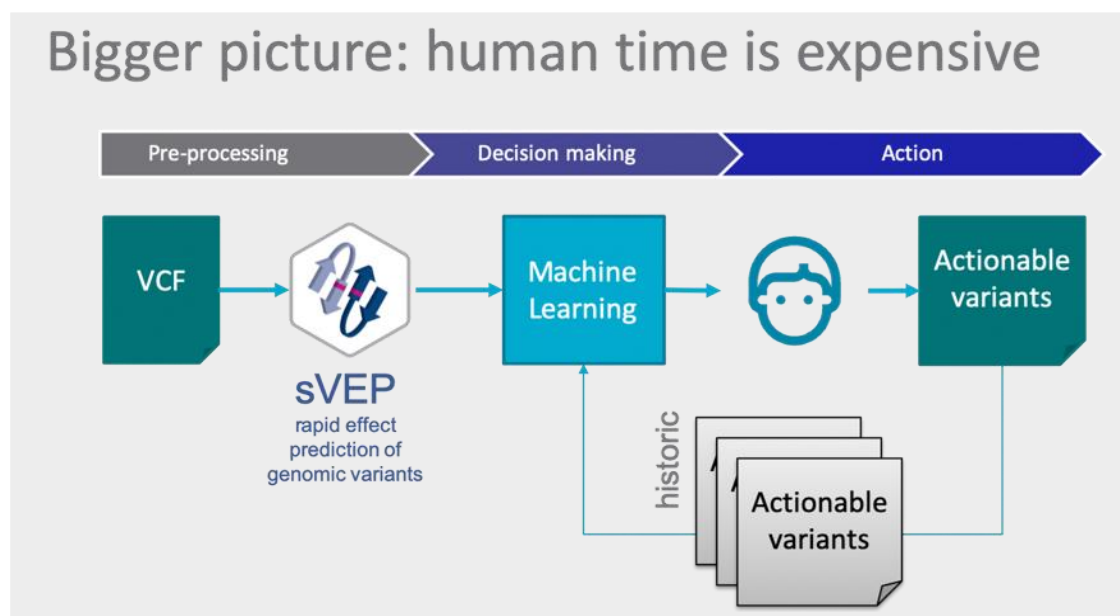 Bigger picture: human time is expensive
Pre-processing
Decision making
Action
VCF
sVEP
rapid effect
prediction of
genomic variants
Machine
Learning
Actionable
variants
historic
Actionable
variants